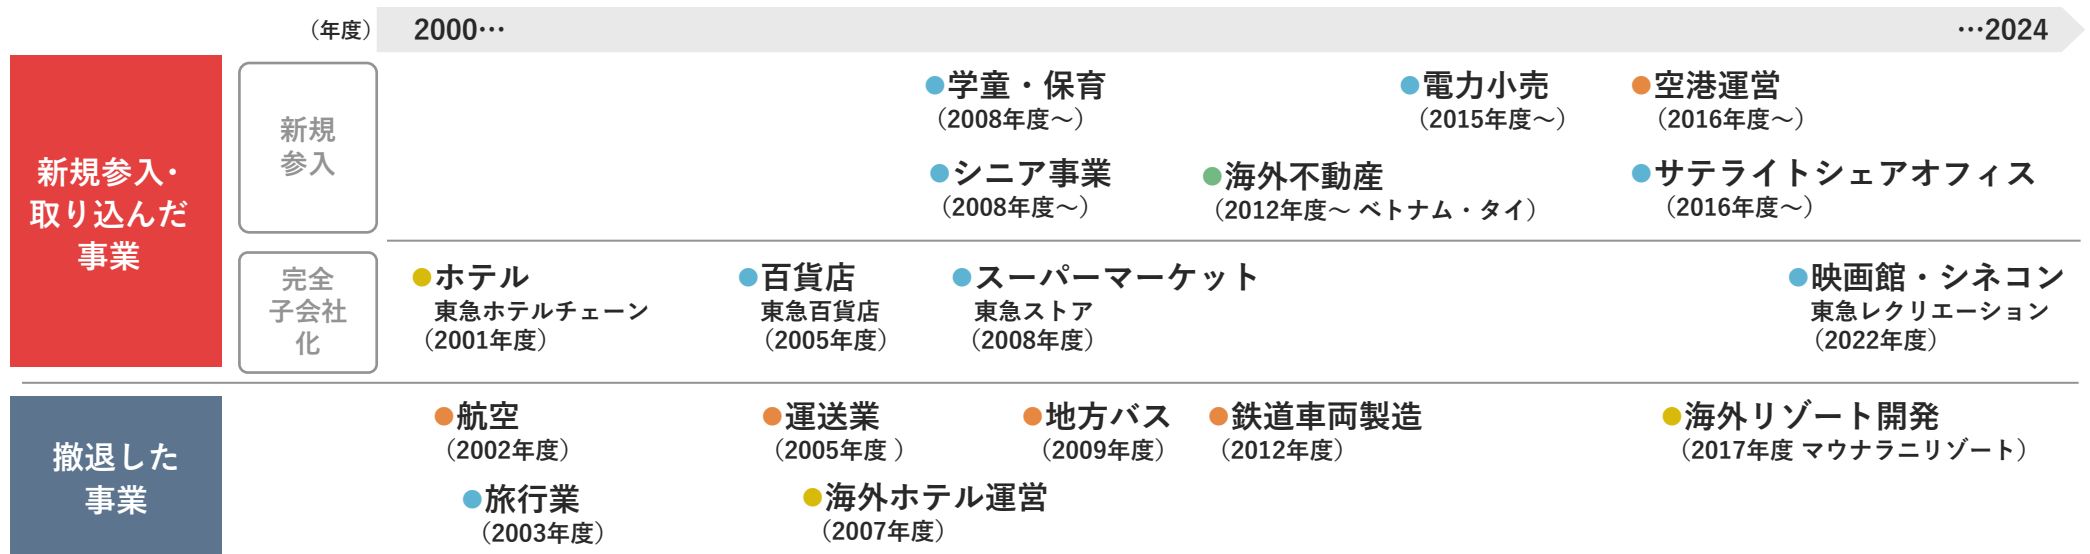 （年度）
2000…
…2024
新規参入・
取り込んだ
事業
新規
参入
●学童・保育
（2008年度～）
●電力小売
（2015年度～）
●空港運営
（2016年度～）
●シニア事業
（2008年度～）
●海外不動産
（2012年度～ ベトナム・タイ）
●サテライトシェアオフィス
（2016年度～）
完全
子会社
化
●ホテル
東急ホテルチェーン
（2001年度）
●百貨店
東急百貨店
（2005年度）
●スーパーマーケット
東急ストア
（2008年度）
●映画館・シネコン
東急レクリエーション
（2022年度）
撤退した
事業
●航空
（2002年度）
●運送業
（2005年度 ）
●地方バス
（2009年度）
●鉄道車両製造
（2012年度）
●海外リゾート開発
（2017年度 マウナラニリゾート）
●旅行業
（2003年度）
●海外ホテル運営
（2007年度）